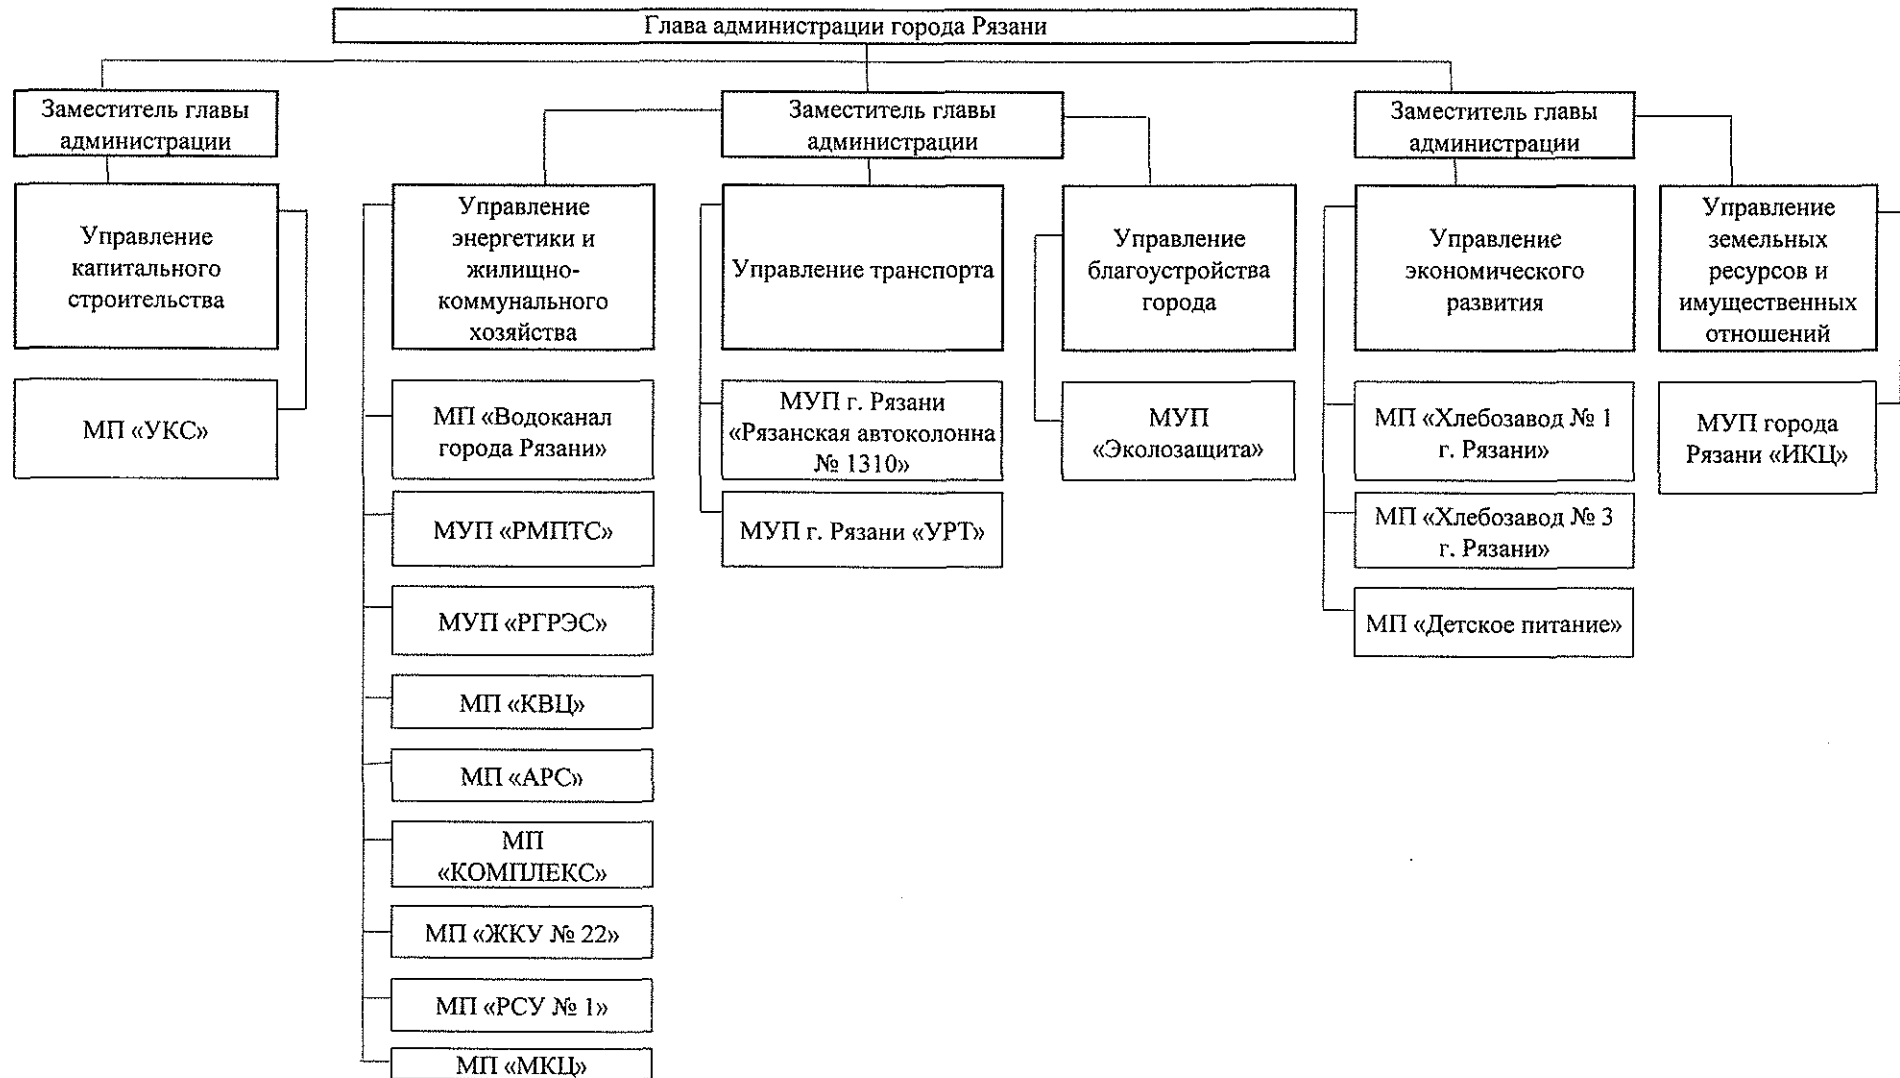 Глава администрации города Рязани
Заместитель главы
администрации
Заместитель главы
администрации
Заместитель главы
администрации
Управление
капитального
строительства
Управление
энергетики и
жилищно-
коммунального
хозяйства
Управление транспорта
Управление
благоустройства
города
Управление
экономического
развития
Управление
земельных
ресурсов и
имущественных
отношений
МП «УКС»
МП «Водоканал
города Рязани»
МУП г. Рязани
«Рязанская автоколонна
№ 1310»
МУП
«Эколозащита»
МП «Хлебозавод № 1
г. Рязани»
МУП города
Рязани «ИКЦ»
МУП «РМПТС»
МУП г. Рязани «УРТ»
МП «Хлебозавод № 3
г. Рязани»
МУП «РГРЭС»
МП «Детское питание»
МП «КВЦ»
МП «АРС»
МП
«КОМПЛЕКС»
МП «ЖКУ № 22»
МП «РСУ № 1»
МП «МКЦ»